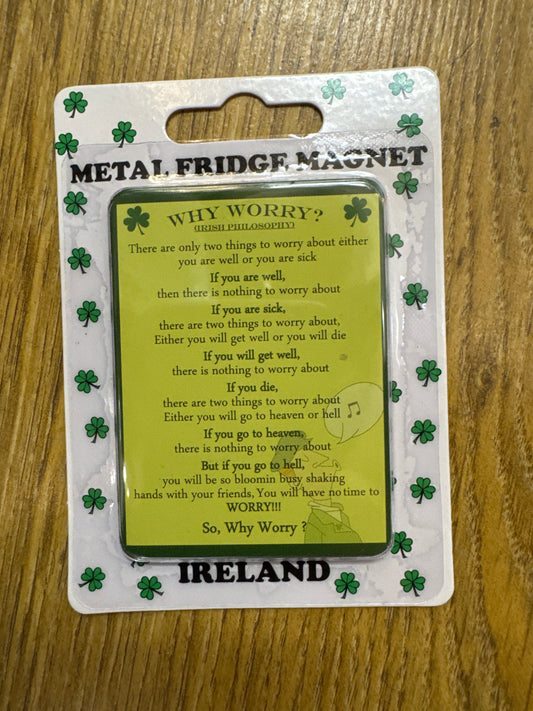 METAL FRIDGE MAGNET
WHY WORRY?
(IRISH PHILOSOPHY)
There are only two things to worry about either
you are well or you are sick
If you are well,
then there is nothing to worry about
If you are sick,
there are two things to worry about,
Either you will get well or you will die
If you will get well,
there is nothing to worry about
If you die,
there are two things to worry about
Either you will go to heaven or hell
If you go to heaven,
there is nothing to worry about
But if you go to hell,
you will be so bloomin busy shaking
hands with your friends, You will have no time to
WORRY!!!
So, Why Worry ?
IRELAND